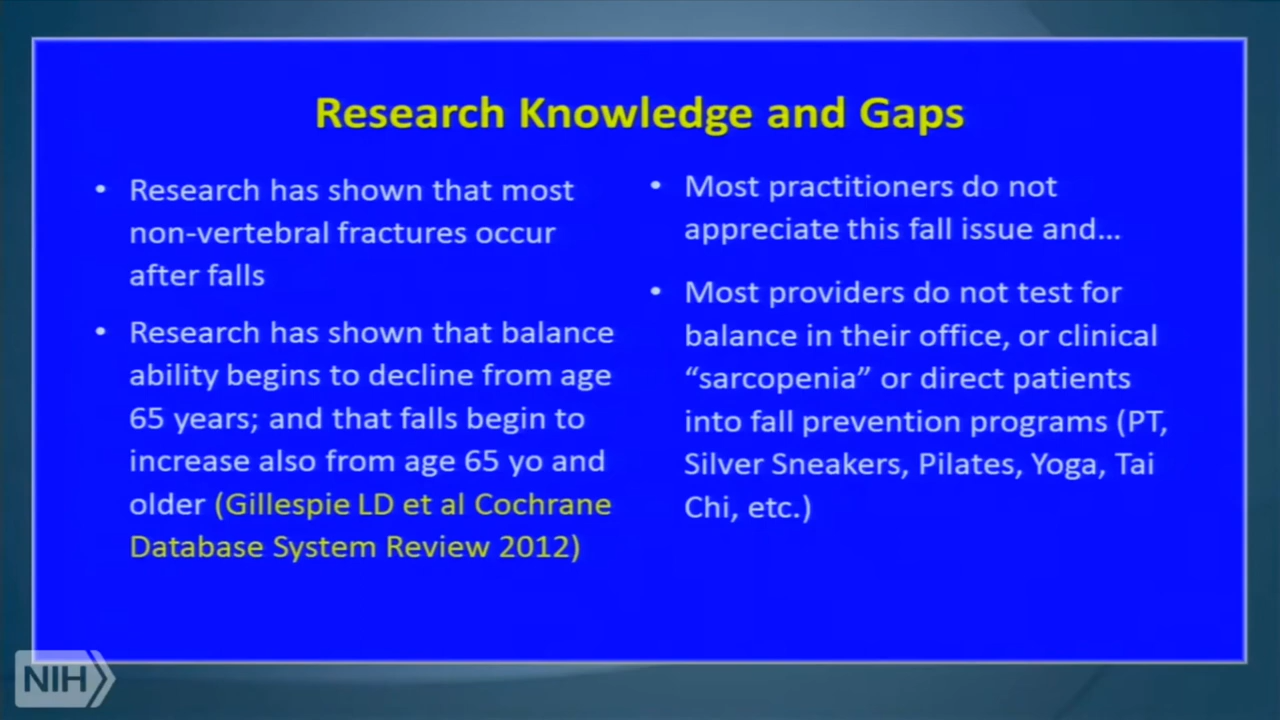 Research Knowledge and Gaps
• Research has shown that most
non-vertebral fractures occur
after falls
• Research has shown that balance
ability begins to decline from age
65 years; and that falls begin to
increase also from age 65 yo and
older (Gillespie LD et al Cochrane
Database System Review 2012)
• Most practitioners do not
appreciate this fall issue and...
• Most providers do not test for
balance in their office, or clinical
“sarcopenia” or direct patients
into fall prevention programs (PT,
Silver Sneakers, Pilates, Yoga, Tai
Chi, etc.)
NIH